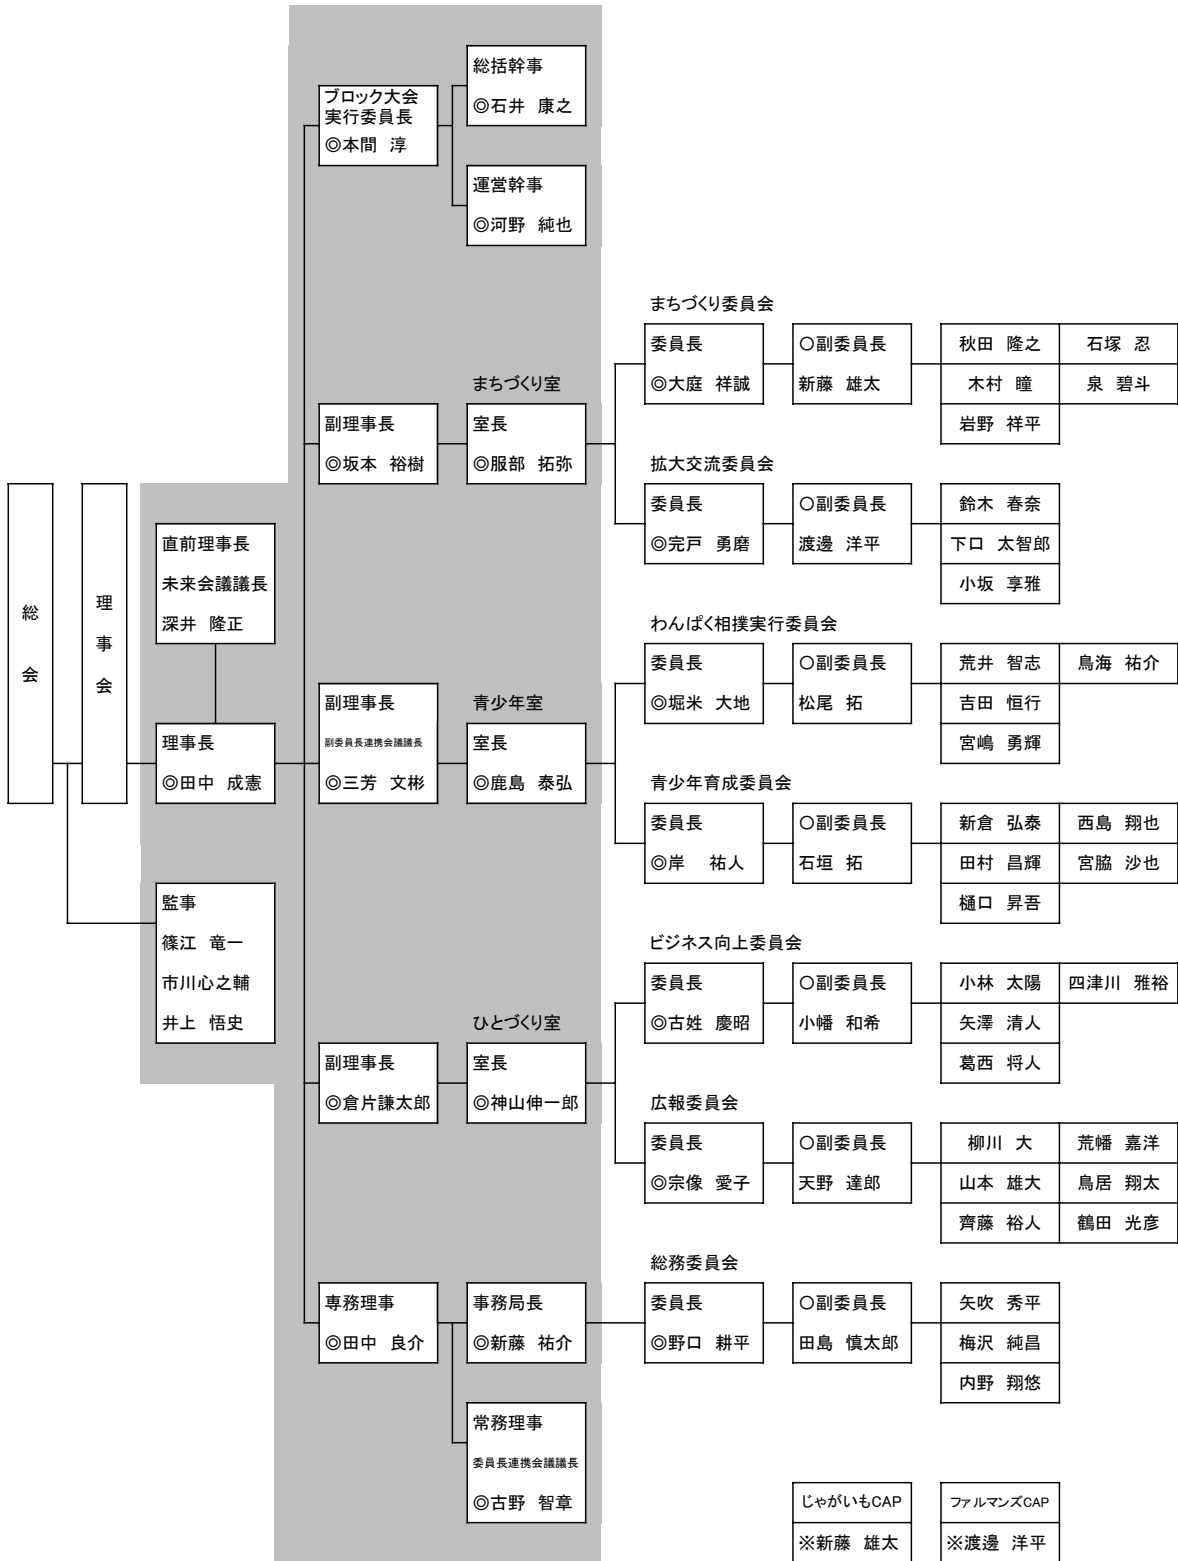 総会
理事会
直前理事長
未来会議議長
深井 隆正
理事長
◎田中 成憲
監事
篠江 竜一
市川心之輔
井上 悟史
ブロック大会
実行委員長
◎本間 淳
総括幹事
◎石井 康之
運営幹事
◎河野 純也
副理事長
◎坂本 裕樹
まちづくり室
室長
◎服部 拓弥
まちづくり委員会
委員長
◎大庭 祥誠
○副委員長
新藤 雄太
秋田 隆之 石塚 忍
木村 瞳 泉 碧斗
岩野 祥平
拡大交流委員会
委員長
◎完戸 勇磨
○副委員長
渡邊 洋平
鈴木 春奈
下口 太智郎
小坂 享雅
副理事長
副委員長連携会議議長
◎三芳 文彬
青少年室
室長
◎鹿島 泰弘
わんぱく相撲実行委員会
委員長
◎堀米 大地
○副委員長
松尾 拓
荒井 智志 鳥海 祐介
吉田 恒行
宮嶋 勇輝
青少年育成委員会
委員長
◎岸 祐人
○副委員長
石垣 拓
新倉 弘泰 西島 翔也
田村 昌輝 宮脇 沙也
樋口 昇吾
副理事長
◎倉片謙太郎
ひとづくり室
室長
◎神山伸一郎
ビジネス向上委員会
委員長
◎古姓 慶昭
○副委員長
小幡 和希
小林 太陽 四津川 雅裕
矢澤 清人
葛西 将人
広報委員会
委員長
◎宗像 愛子
○副委員長
天野 達郎
柳川 大 荒幡 嘉洋
山本 雄大 鳥居 翔太
齊藤 裕人 鶴田 光彦
専務理事
◎田中 良介
事務局長
◎新藤 祐介
総務委員会
委員長
◎野口 耕平
○副委員長
田島 慎太郎
矢吹 秀平
梅沢 純昌
内野 翔悠
常務理事
委員長連携会議議長
◎古野 智章
じゃがいもCAP
※新藤 雄太
ファルマンズCAP
※渡邊 洋平